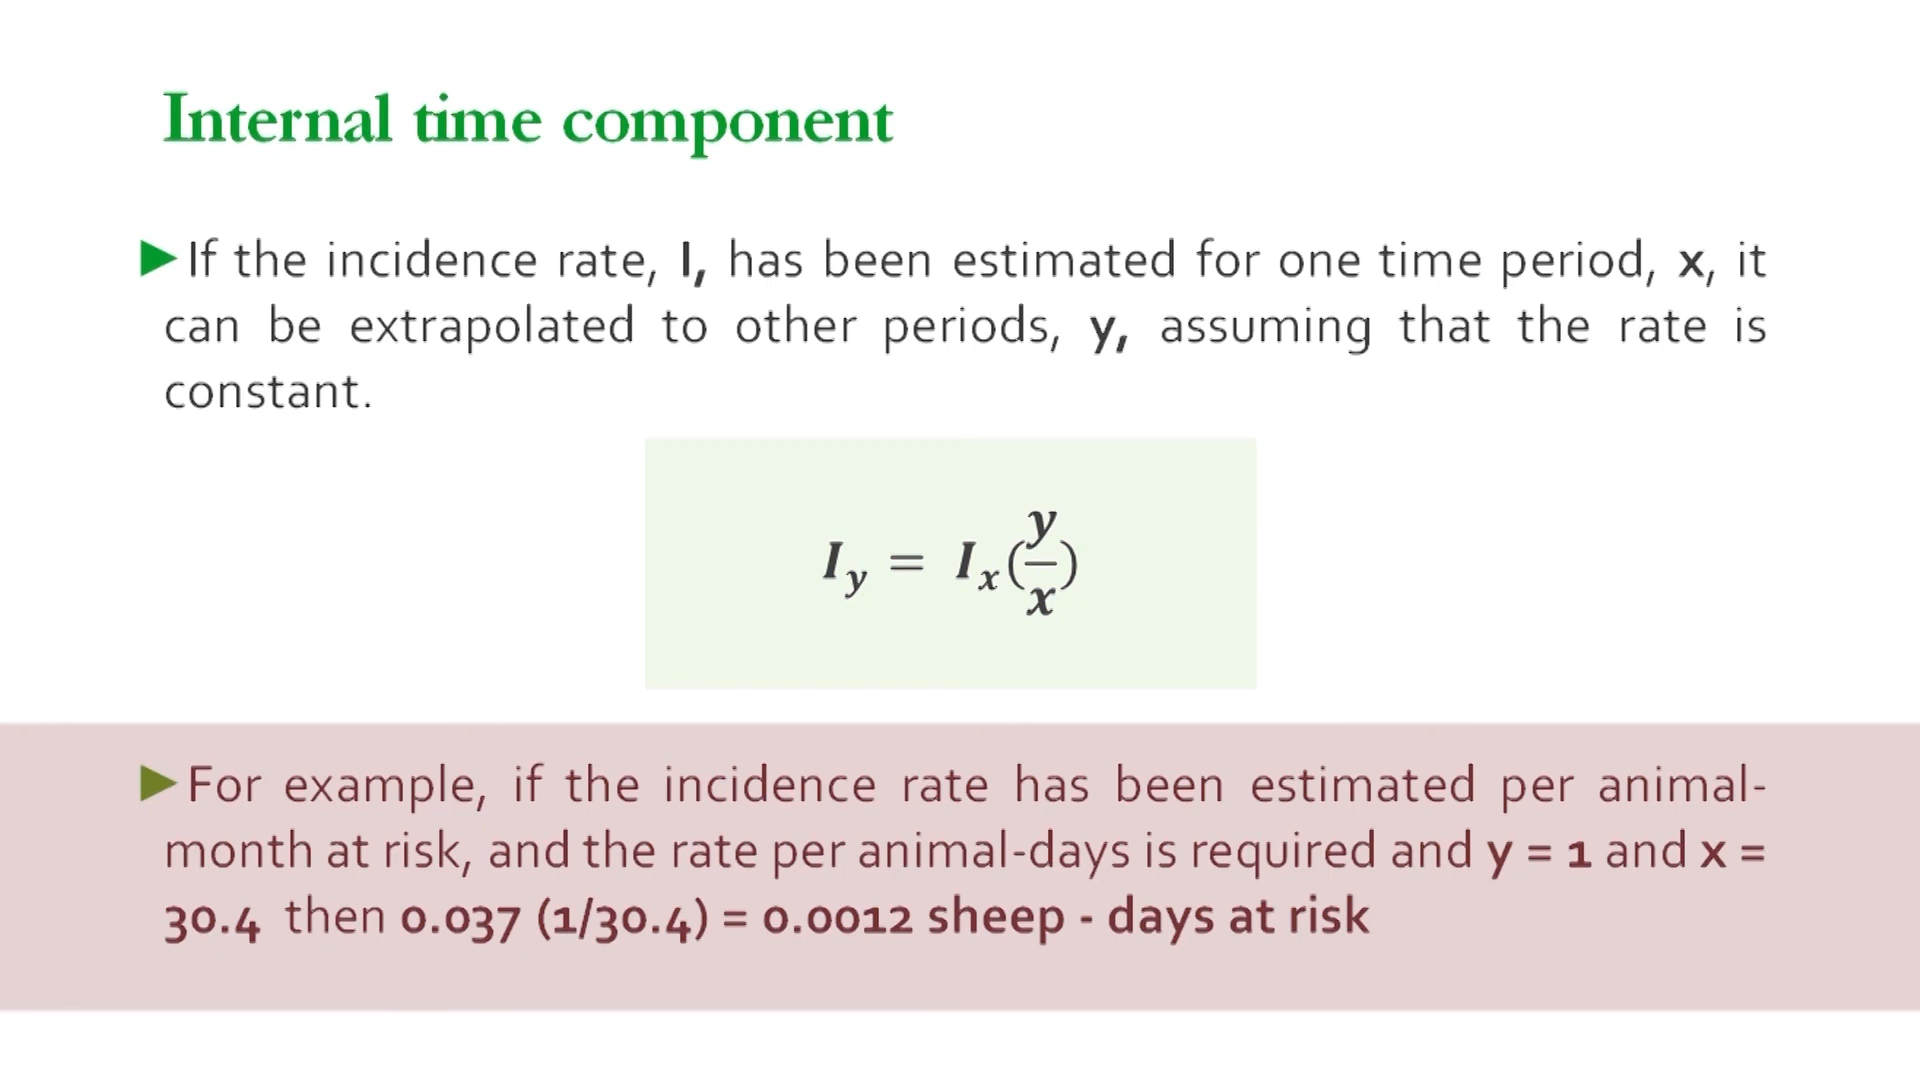 Internal time component
►If the incidence rate, I, has been estimated for one time period, x, it
can be extrapolated to other periods, y, assuming that the rate is
constant.
I_y = I_x(y/x)
►For example, if the incidence rate has been estimated per animal-
month at risk, and the rate per animal-days is required and y = 1 and x =
30.4 then 0.037 (1/30.4) = 0.0012 sheep - days at risk